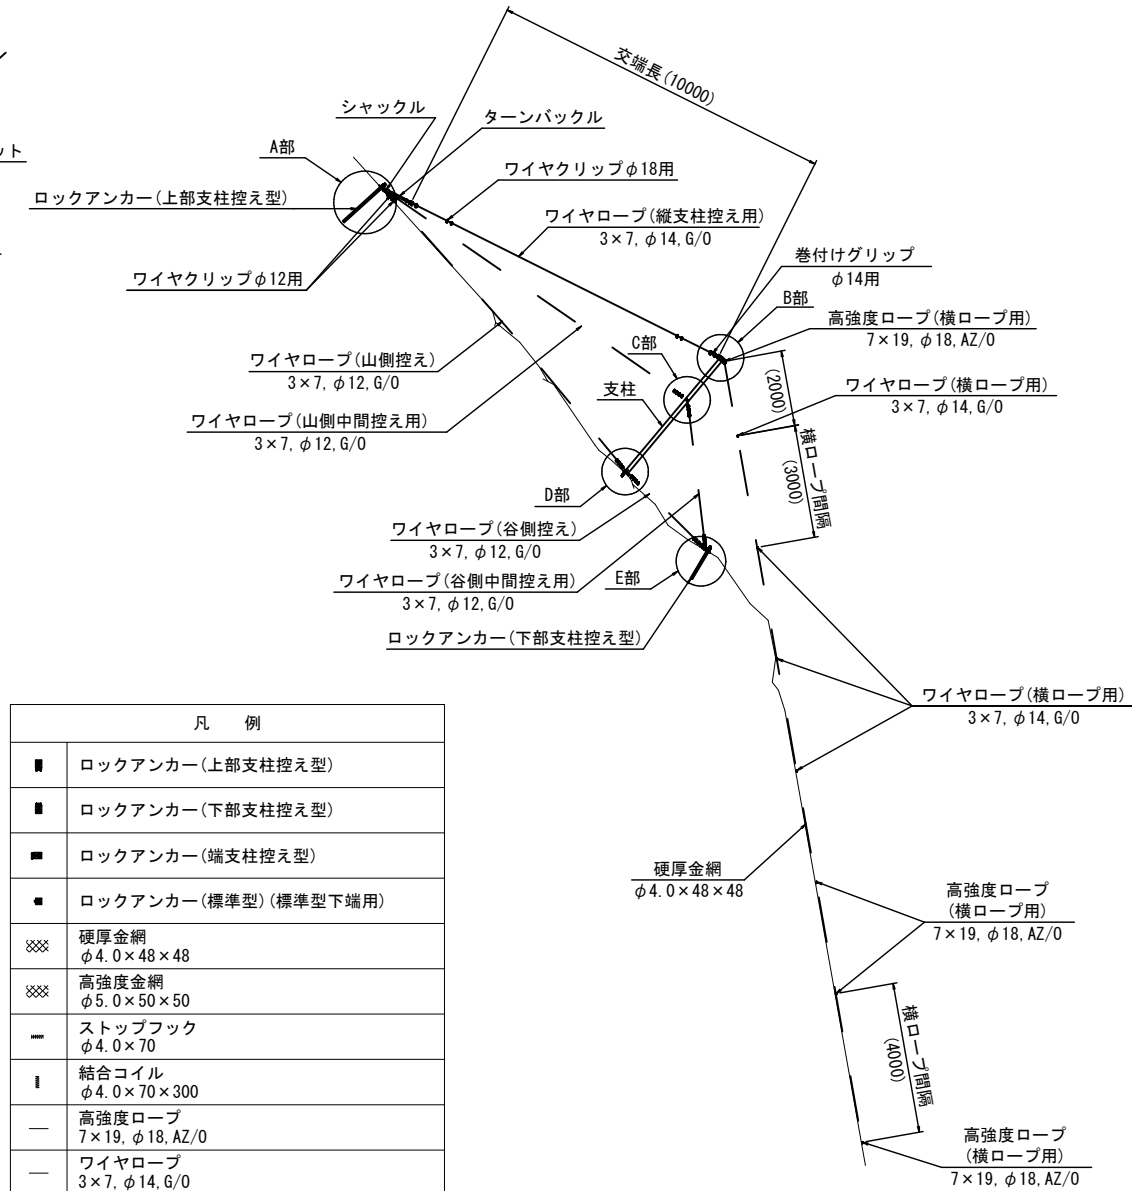 交端長(10000)
シャックル
ターンバックル
ット
A部
ワイヤクリップφ18用
ロックアンカー(上部支柱控え型)
ワイヤロープ(縦支柱控え用)
3×7, φ14, G/O
巻付けグリップ
φ14用
ワイヤクリップφ12用
B部
高強度ロープ(横ロープ用)
7×19, φ18, AZ/O
C部
ワイヤロープ(山側控え)
3×7, φ12, G/O
支柱
(2000)
ワイヤロープ(横ロープ用)
3×7, φ14, G/O
ワイヤロープ(山側中間控え用)
3×7, φ12, G/O
横ロープ間隔
(3000)
D部
ワイヤロープ(谷側控え)
3×7, φ12, G/O
ワイヤロープ(谷側中間控え用)
3×7, φ12, G/O
E部
ロックアンカー(下部支柱控え型)
ワイヤロープ(横ロープ用)
3×7, φ14, G/O
硬厚金網
φ4.0×48×48
高強度ロープ
(横ロープ用)
7×19, φ18, AZ/O
横ロープ間隔
(4000)
高強度ロープ
(横ロープ用)
7×19, φ18, AZ/O
凡 例
ロックアンカー(上部支柱控え型)
ロックアンカー(下部支柱控え型)
ロックアンカー(端支柱控え型)
ロックアンカー(標準型)(標準型下端用)
硬厚金網
φ4.0×48×48
高強度金網
φ5.0×50×50
ストップフック
φ4.0×70
結合コイル
φ4.0×70×300
高強度ロープ
7×19, φ18, AZ/O
ワイヤロープ
3×7, φ14, G/O